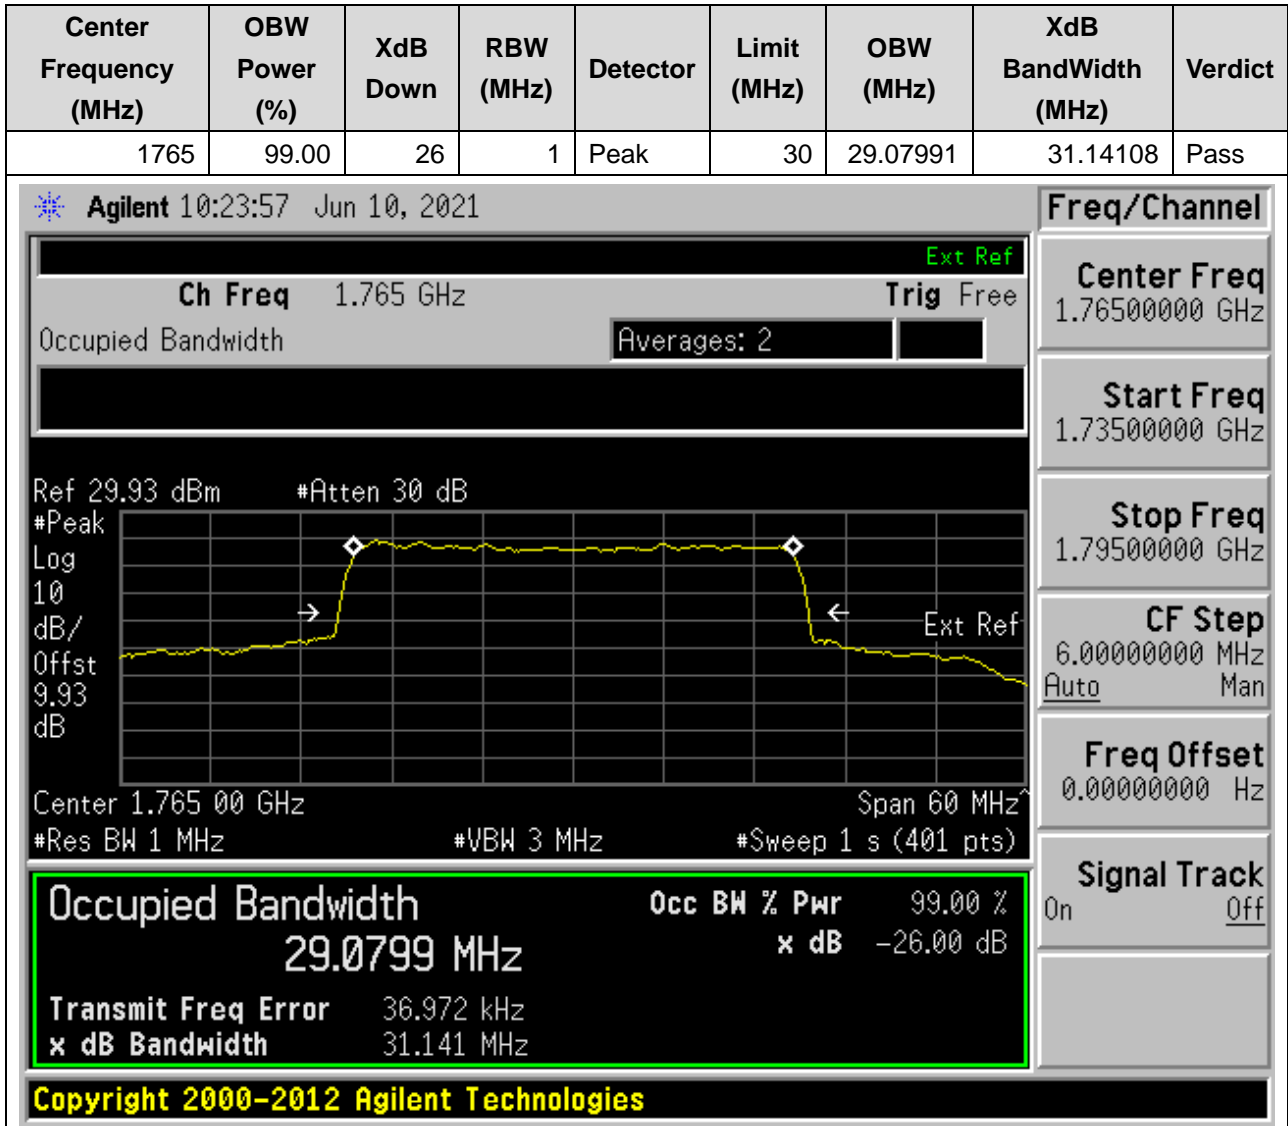 Center Frequency (MHz) OBW Power (%) XdB Down RBW (MHz) Detector Limit (MHz) OBW (MHz) XdB BandWidth (MHz) Verdict
1765 99.00 26 1 Peak 30 29.07991 31.14108 Pass
Agilent 10:23:57 Jun 10, 2021
Freq/Channel
Ext Ref
Ch Freq 1.765 GHz Trig Free
Occupied Bandwidth Averages: 2
Center Freq
1.76500000 GHz
Start Freq
1.73500000 GHz
Stop Freq
1.79500000 GHz
CF Step
6.00000000 MHz
Auto Man
Freq Offset
0.00000000 Hz
Signal Track
On Off
Ref 29.93 dBm #Atten 30 dB
#Peak
Log
10
dB/
Offst
9.93
dB
Ext Ref
Center 1.765 00 GHz Span 60 MHz^
#Res BW 1 MHz #VBW 3 MHz #Sweep 1 s (401 pts)
Occupied Bandwidth
29.0799 MHz
Occ BW % Pwr 99.00 %
x dB -26.00 dB
Transmit Freq Error 36.972 kHz
x dB Bandwidth 31.141 MHz
Copyright 2000-2012 Agilent Technologies